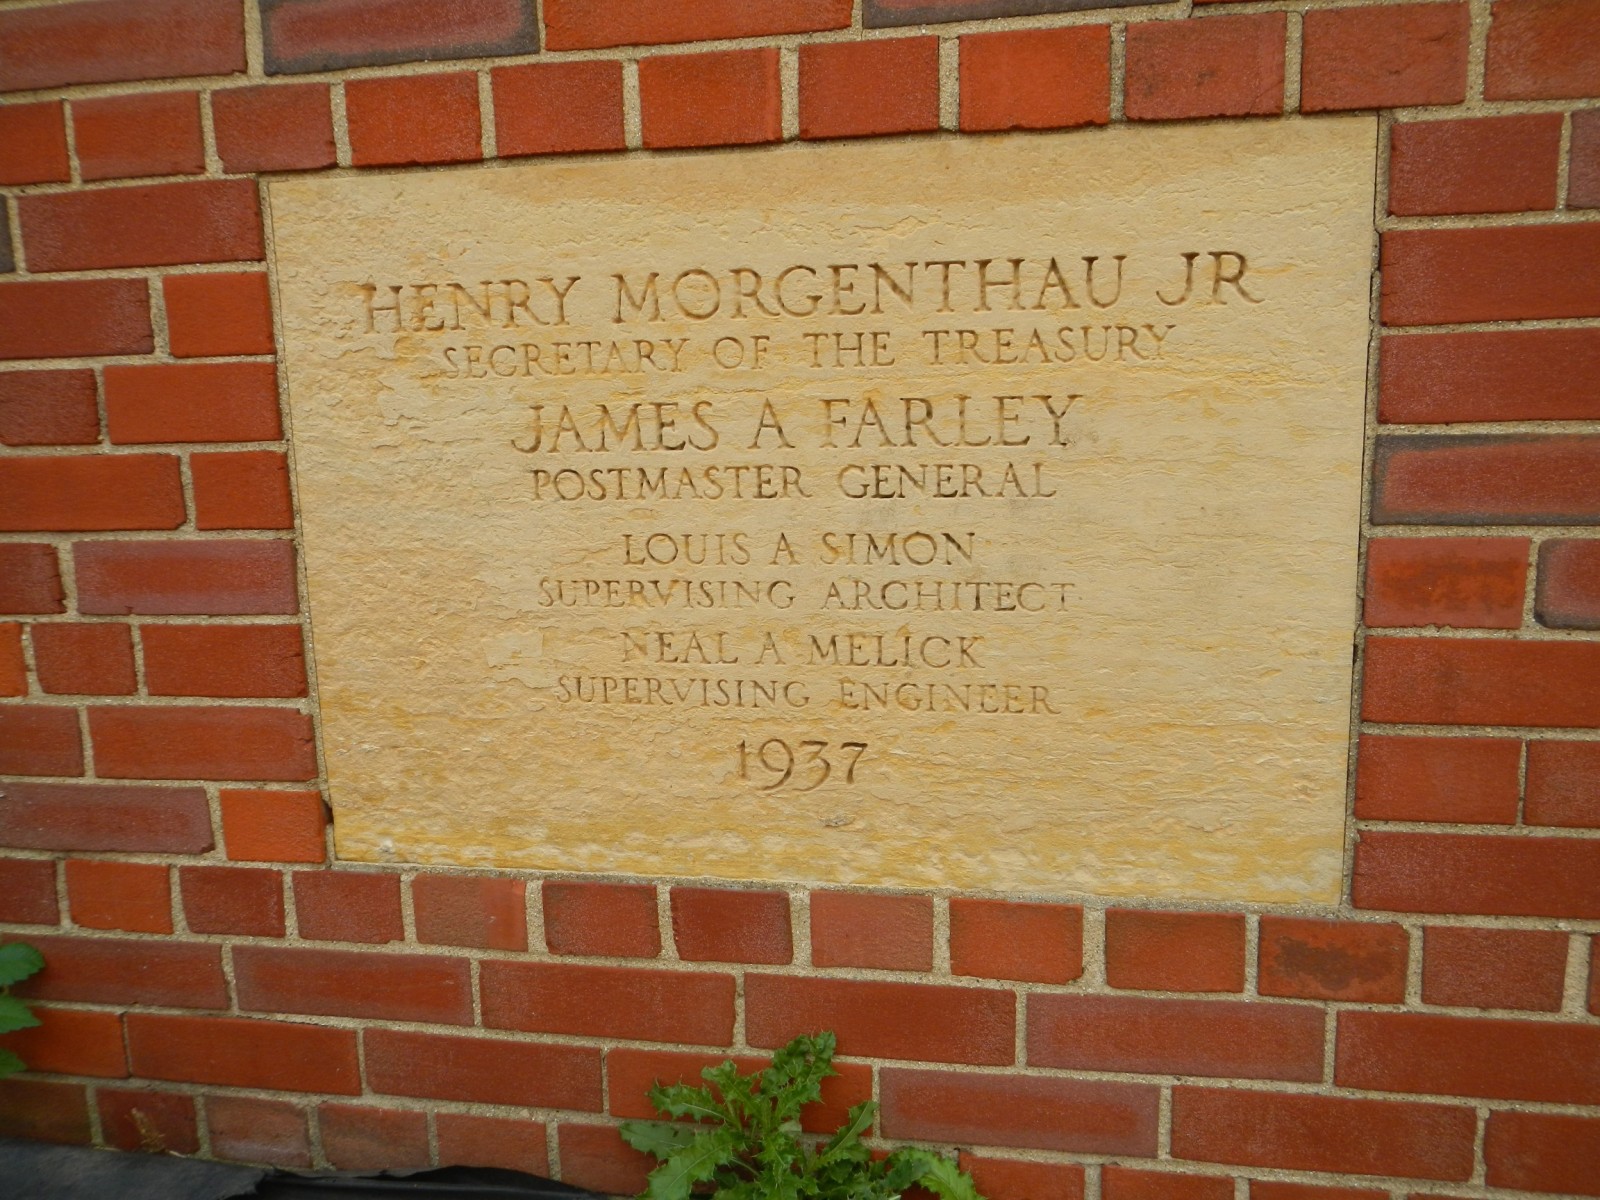 HENRY MORGENTHAU JR
SECRETARY OF THE TREASURY
JAMES A FARLEY
POSTMASTER GENERAL
LOUIS A SIMON
SUPERVISING ARCHITECT
NEAL A MELICK
SUPERVISING ENGINEER
1937